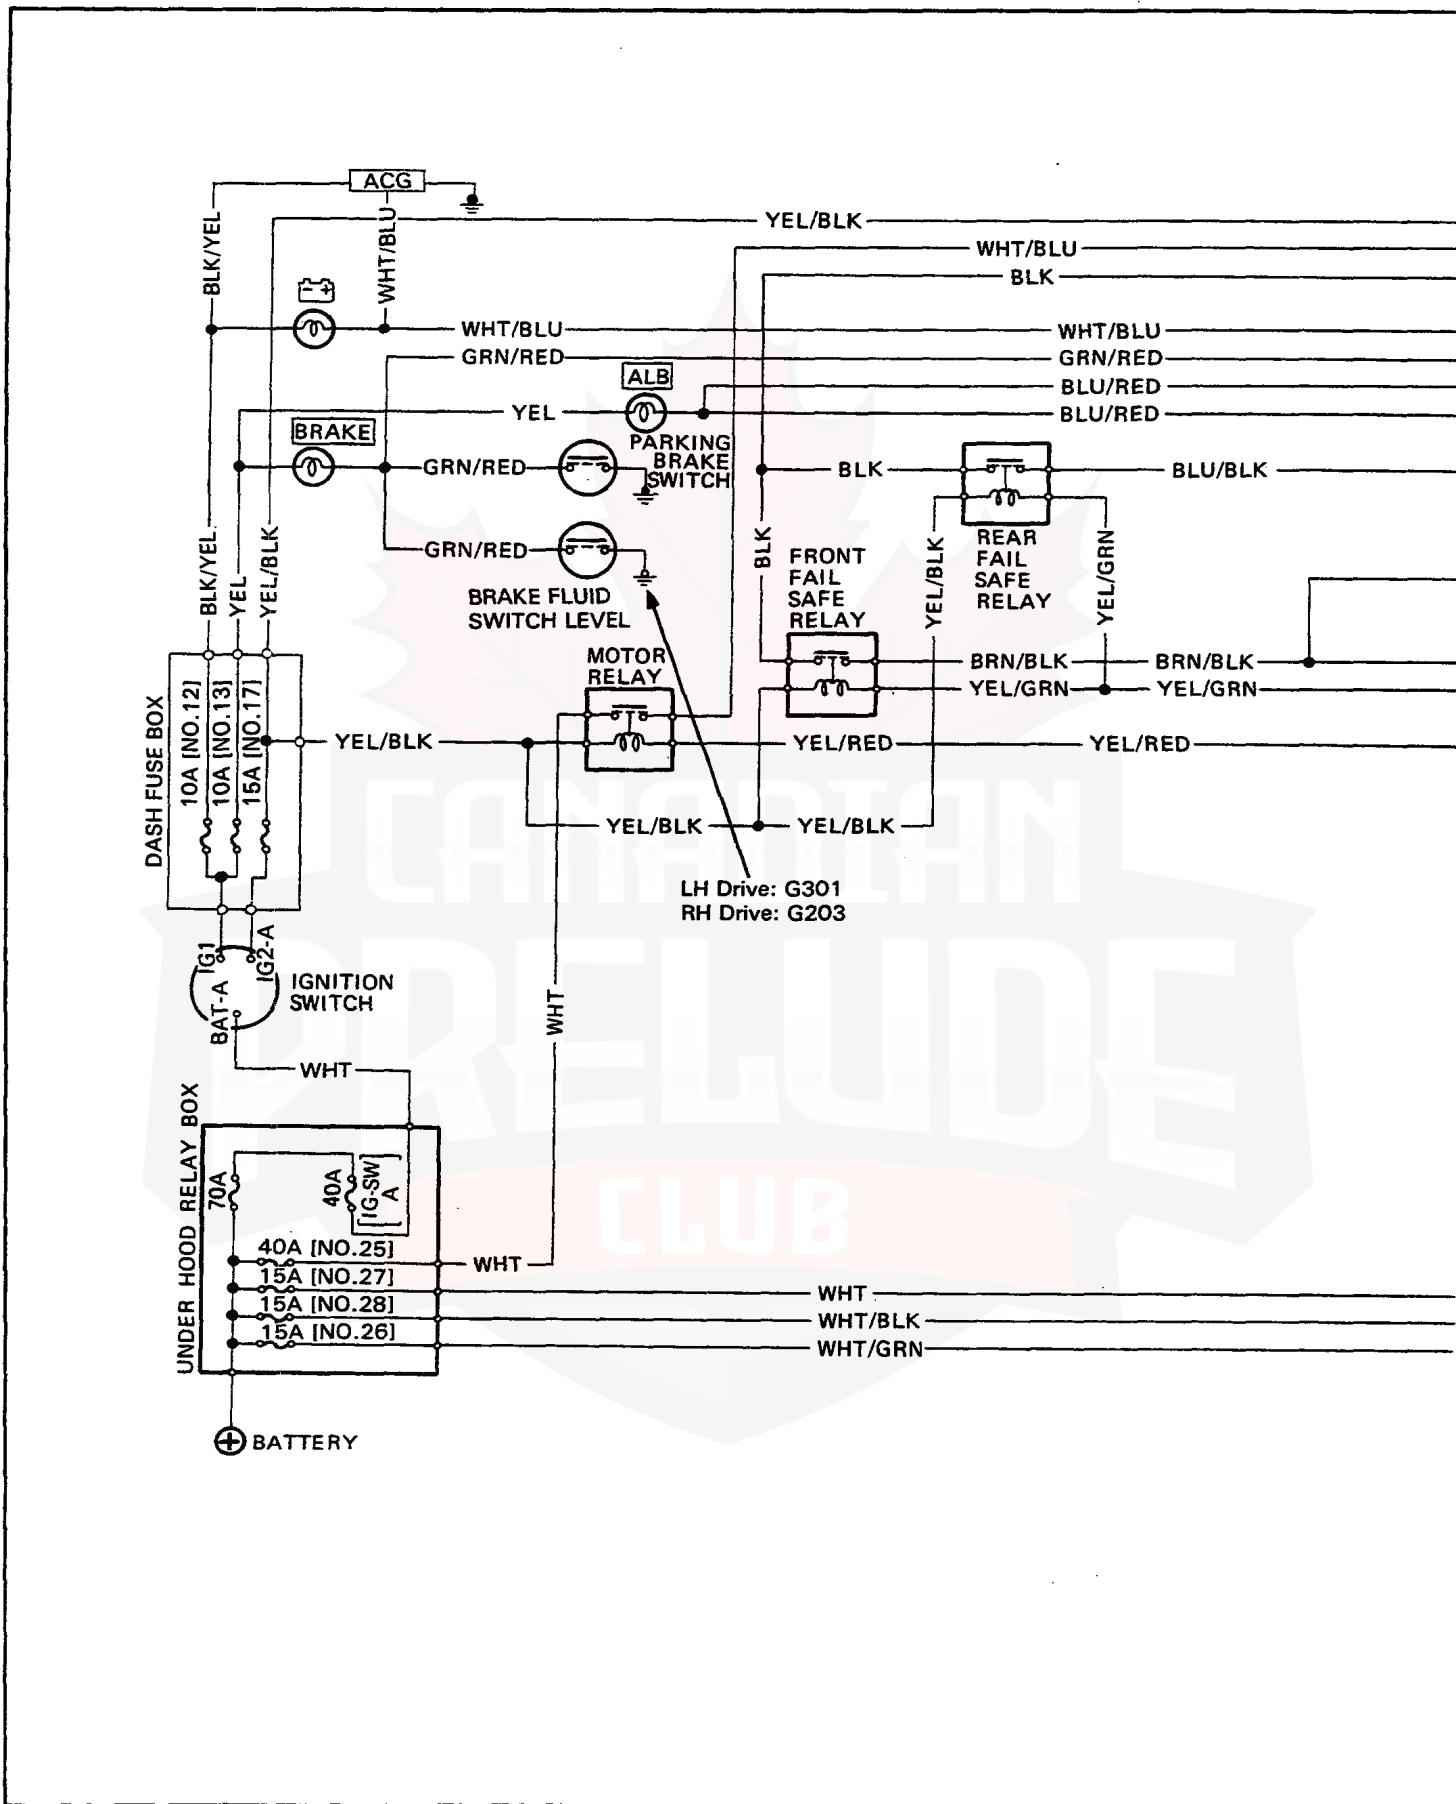 ACG
YEL/BLK
BLK/YEL
WHT/BLU
WHT/BLU
BLK
- +
WHT/BLU
WHT/BLU
GRN/RED
GRN/RED
ALB
BLU/RED
YEL
BLU/RED
BRAKE
PARKING
BRAKE
SWITCH
GRN/RED
BLK
BLU/BLK
GRN/RED
BLK/YEL
YEL
YEL/BLK
BLK
REAR
FAIL
SAFE
RELAY
YEL/BLK
YEL/GRN
FRONT
FAIL
SAFE
RELAY
BRAKE FLUID
SWITCH LEVEL
MOTOR
RELAY
BRN/BLK
BRN/BLK
YEL/GRN
YEL/GRN
DASH FUSE BOX
10A [NO.12]
10A [NO.13]
15A [NO.17]
YEL/BLK
YEL/RED
YEL/RED
YEL/BLK
YEL/BLK
CANADIAN
PRELUDE
CLUB
LH Drive: G301
RH Drive: G203
IG1
IG2-A
BAT-A
IGNITION
SWITCH
WHT
WHT
UNDER HOOD RELAY BOX
70A
40A
IG-SW
A
40A [NO.25]
WHT
15A [NO.27]
WHT
15A [NO.28]
WHT/BLK
15A [NO.26]
WHT/GRN
+ BATTERY